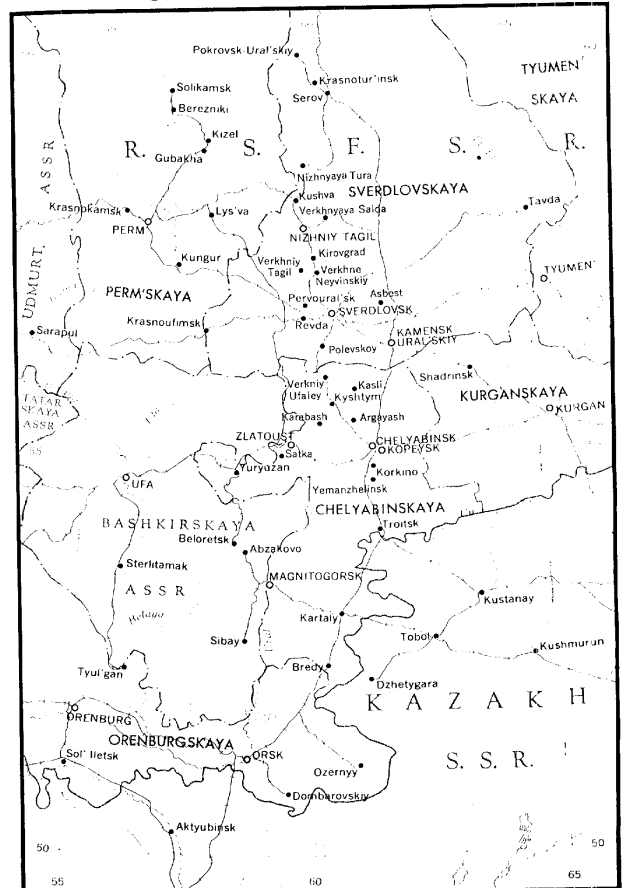 Pokrovsk-Ural'skiy
TYUMEN'
SKAYA
Krasnotur'insk
Solikamsk
Serov
Berezniki
Kizel
R. S. F. S. R.
Gubakha
ASSR
Nizhnyaya Tura
SVERDLOVSKAYA
Kushva
Verkhnyaya Salda
Tavda
Krasnokamsk
Lys'va
PERM
NIZHNIY TAGIL
Kungur
Kirovgrad
Verkhniy
Tagil
Verkhne
Neyvinskiy
TYUMEN'
UDMURT.
PERM'SKAYA
Pervoural'sk
Asbest
SVERDLOVSK
Sarapul
Krasnoufimsk
Revda
KAMENSK
URAL'SKIY
Polevskoy
Shadrinsk
Verkniy
Ufaley
Kasli
Kyshtym
KURGANSKAYA
KURGAN
TATAR
SKAYA
ASSR
Karabash
Argayash
ZLATOUST
CHELYABINSK
KOPEYSK
Satka
Yuryuzan
Korkino
UFA
Yemanzhelinsk
CHELYABINSKAYA
BASHKIRSKAYA
Troitsk
Beloretsk
Abzakovo
Sterlitamak
ASSR
MAGNITOGORSK
Kustanay
Belaya
Kartaly
Sibay
Tobol
Kushmurun
Tyul'gan
Bredy
Dzhetygara
KAZAKH
ORENBURG
ORENBURGSKAYA
ORSK
S. S. R.
Sol' Iletsk
Ozernyy
Dombarovskiy
Aktyubinsk
50
50
55
60
65